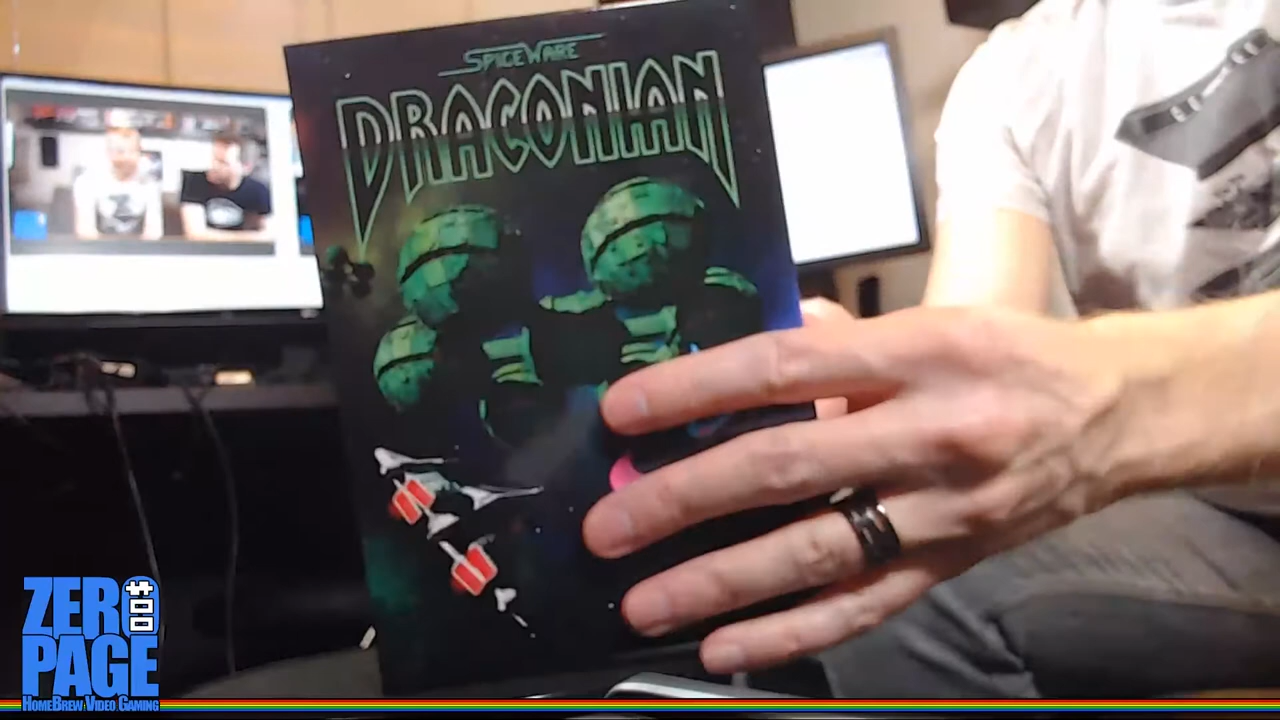 SPICEWARE
DRACONIAN
ZERO
PAGE
HOMEBREW VIDEO GAMING